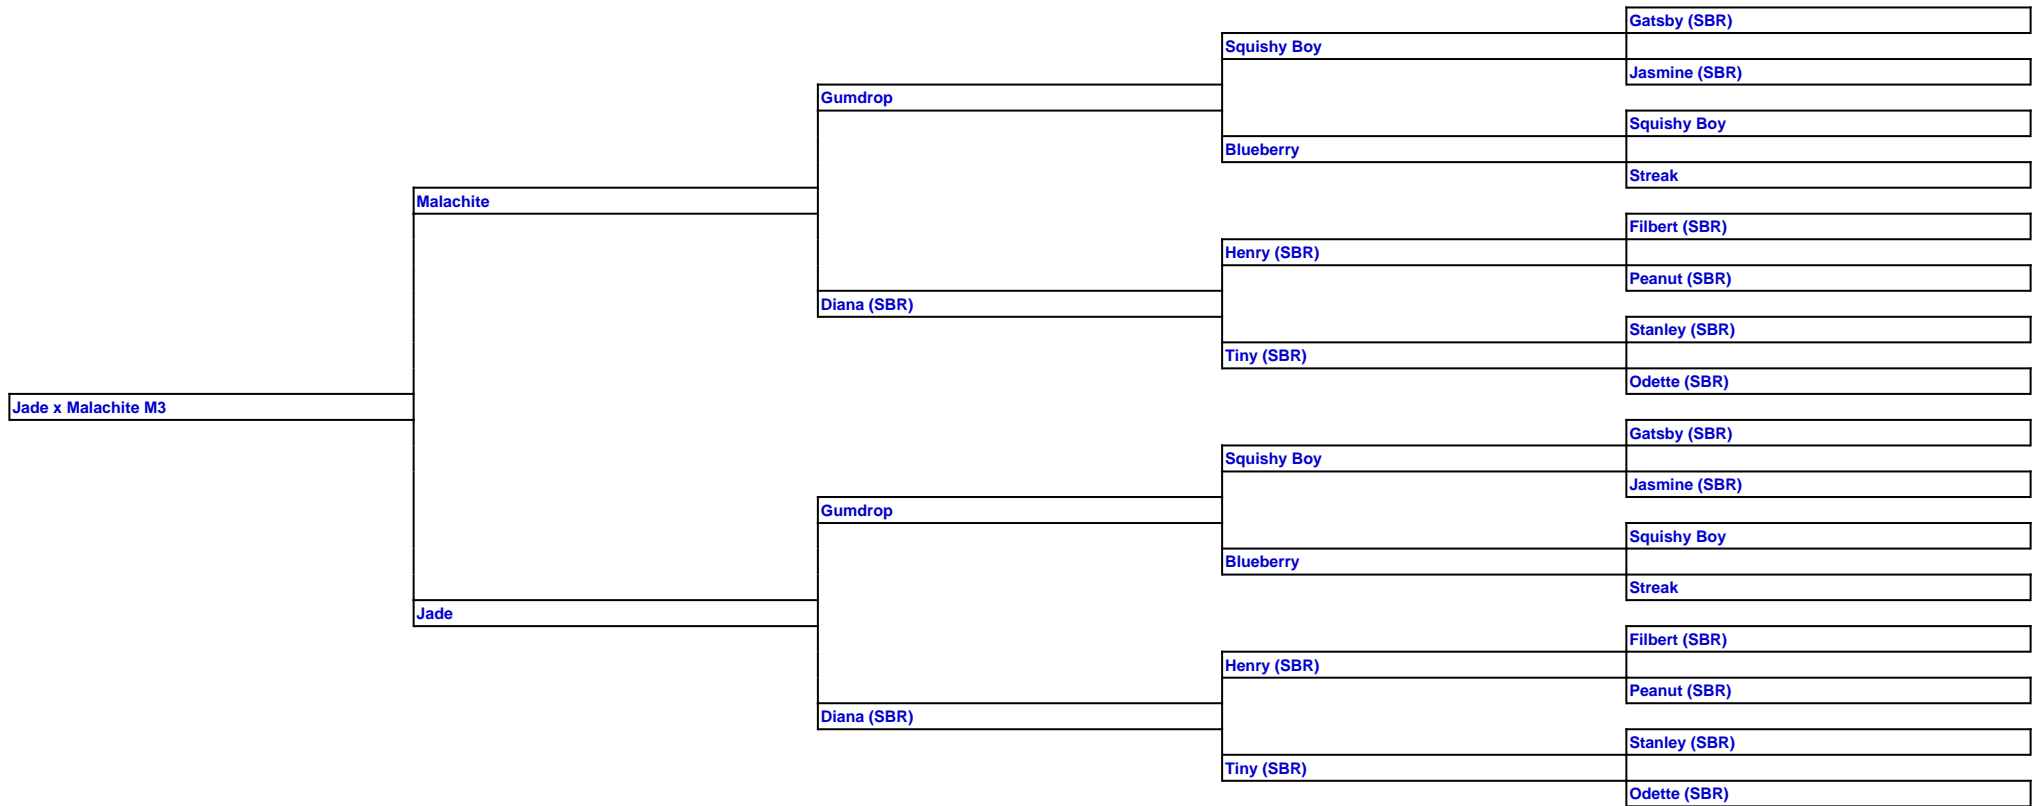 Gatsby (SBR)
Squishy Boy
Jasmine (SBR)
Gumdrop
Squishy Boy
Blueberry
Streak
Malachite
Filbert (SBR)
Henry (SBR)
Peanut (SBR)
Diana (SBR)
Stanley (SBR)
Tiny (SBR)
Odette (SBR)
Jade x Malachite M3
Gatsby (SBR)
Squishy Boy
Jasmine (SBR)
Gumdrop
Squishy Boy
Blueberry
Streak
Jade
Filbert (SBR)
Henry (SBR)
Peanut (SBR)
Diana (SBR)
Stanley (SBR)
Tiny (SBR)
Odette (SBR)